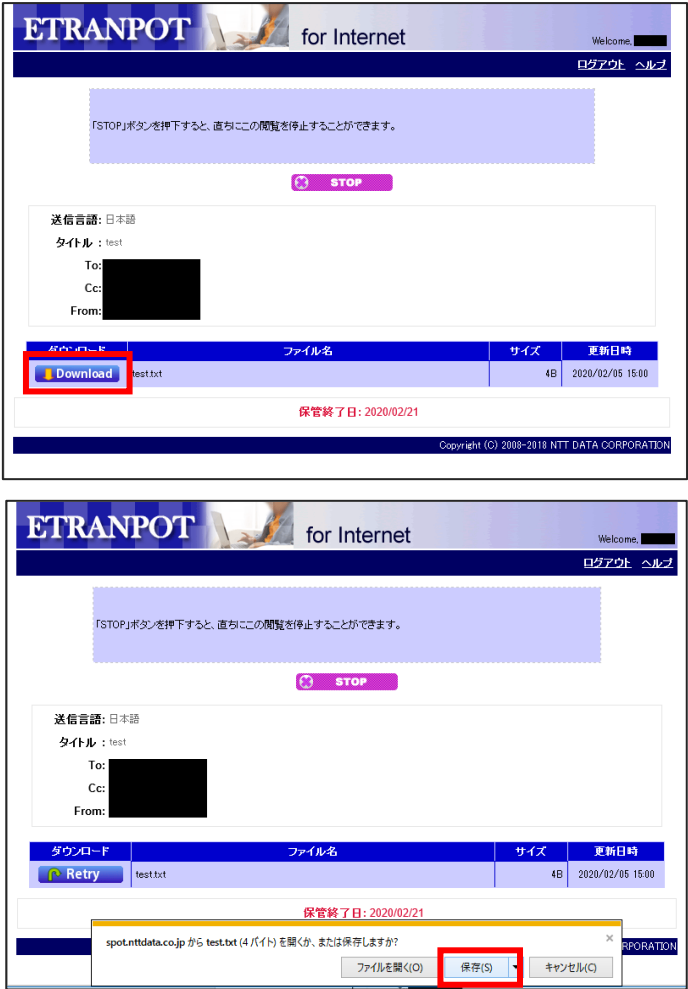 ETRANPOT for Internet
Welcome,
ログアウト ヘルプ
「STOP」ボタンを押下すると、直ちにこの閲覧を停止することができます。
STOP
送信言語: 日本語
タイトル : test
To:
Cc:
From:
ダウンロード ファイル名 サイズ 更新日時
Download test.txt 4B 2020/02/05 15:00
保管終了日: 2020/02/21
Copyright (C) 2008-2018 NTT DATA CORPORATION
ETRANPOT for Internet
Welcome,
ログアウト ヘルプ
「STOP」ボタンを押下すると、直ちにこの閲覧を停止することができます。
STOP
送信言語: 日本語
タイトル : test
To:
Cc:
From:
ダウンロード ファイル名 サイズ 更新日時
Retry test.txt 4B 2020/02/05 15:00
保管終了日: 2020/02/21
spot.nttdata.co.jp から test.txt (4 バイト) を開くか、または保存しますか?
×
RPORATION
ファイルを開く(O) 保存(S) キャンセル(C)